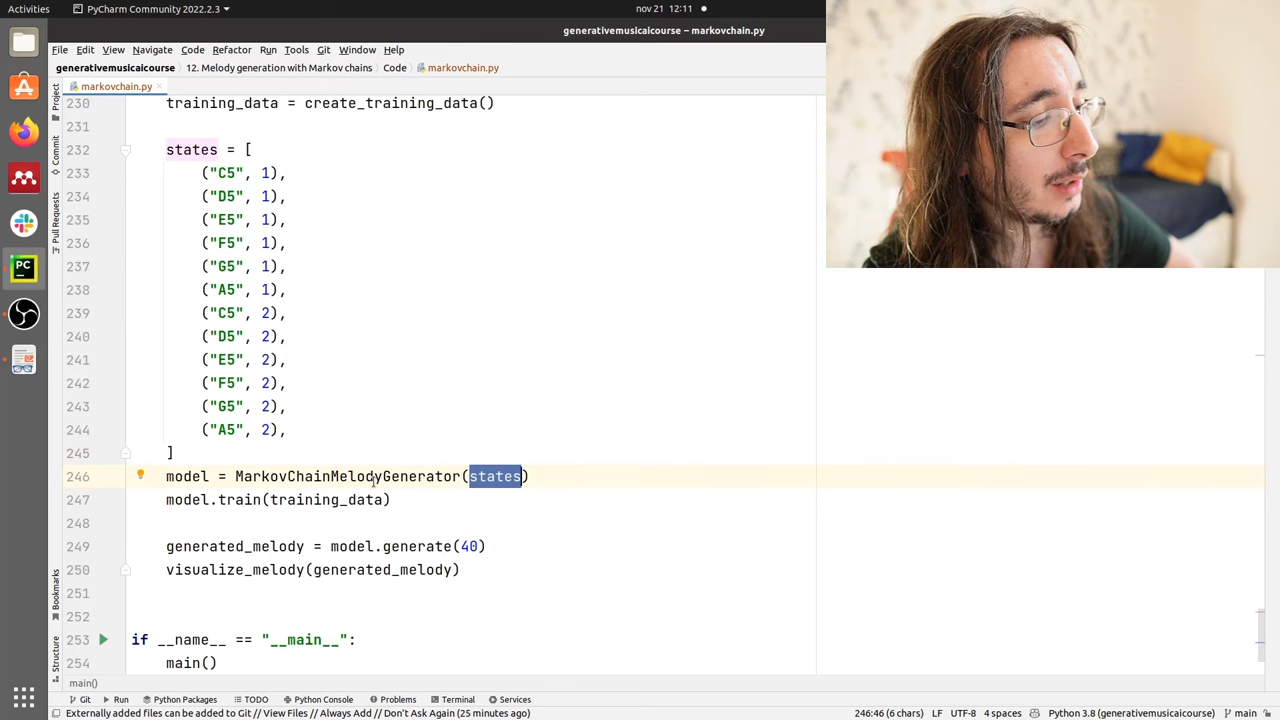 Activities PyCharm Community 2022.2.3 nov 21 12:11
generativemusicaicourse – markovchain.py
File Edit View Navigate Code Refactor Run Tools Git Window Help
generativemusicaicourse 12. Melody generation with Markov chains Code markovchain.py
markovchain.py
Project
Commit
Pull Requests
Bookmarks
Structure
PC
230 training_data = create_training_data()
231
232 states = [
233 ("C5", 1),
234 ("D5", 1),
235 ("E5", 1),
236 ("F5", 1),
237 ("G5", 1),
238 ("A5", 1),
239 ("C5", 2),
240 ("D5", 2),
241 ("E5", 2),
242 ("F5", 2),
243 ("G5", 2),
244 ("A5", 2),
245 ]
246 model = MarkovChainMelodyGenerator(states)
247 model.train(training_data)
248
249 generated_melody = model.generate(40)
250 visualize_melody(generated_melody)
251
252
253 if __name__ == "__main__":
254 main()
main()
Git Run Python Packages TODO Python Console Problems Terminal Services
Externally added files can be added to Git // View Files // Always Add // Don't Ask Again (25 minutes ago) 246:46 (6 chars) LF UTF-8 4 spaces Python 3.8 (generativemusicaicourse) main